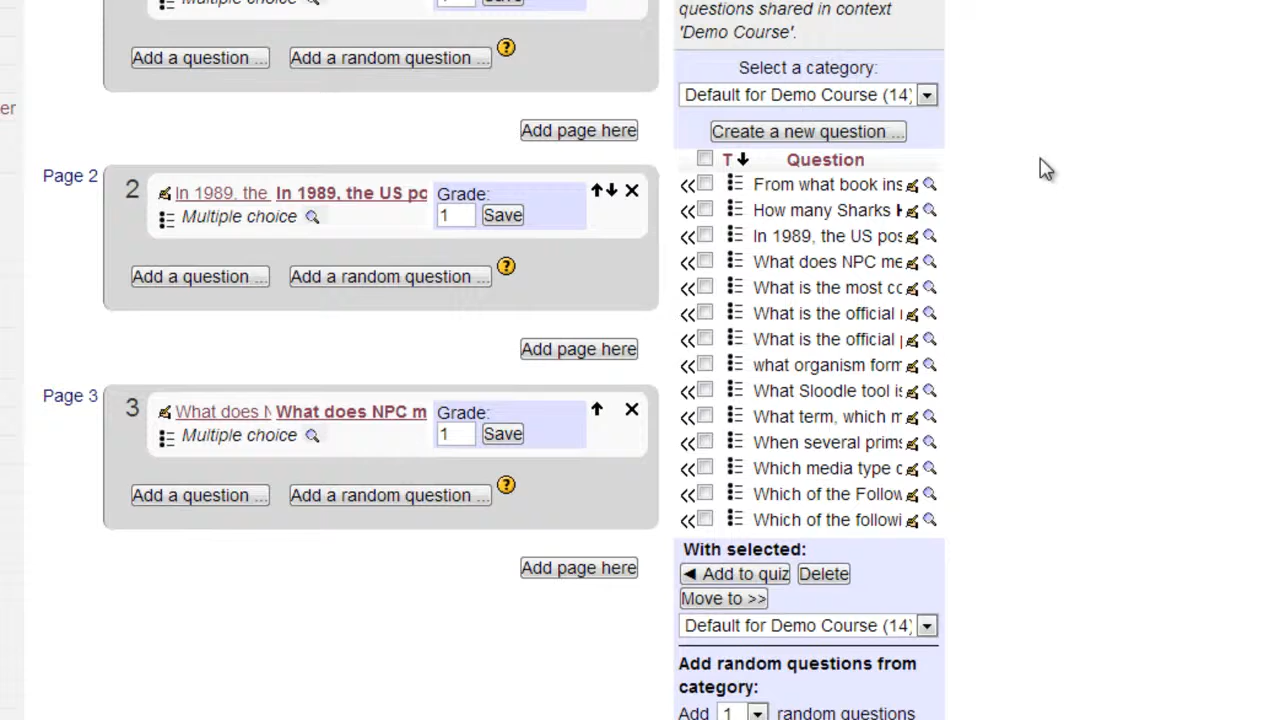 Multiple choice
Save
Add a question ...
Add a random question ...
Add page here
er
Page 2
2
In 1989, the In 1989, the US po
Multiple choice
Grade:
1
Save
Add a question ...
Add a random question ...
Add page here
Page 3
3
What does N What does NPC m
Multiple choice
Grade:
1
Save
Add a question ...
Add a random question ...
Add page here
questions shared in context
'Demo Course'.
Select a category:
Default for Demo Course (14)
Create a new question ...
T Question
From what book ins
How many Sharks H
In 1989, the US pos
What does NPC me
What is the most co
What is the official
What is the official p
what organism form
What Sloodle tool is
What term, which m
When several prims
Which media type c
Which of the Follow
Which of the followi
With selected:
◄ Add to quiz Delete
Move to >>
Default for Demo Course (14)
Add random questions from
category:
Add 1 random questions